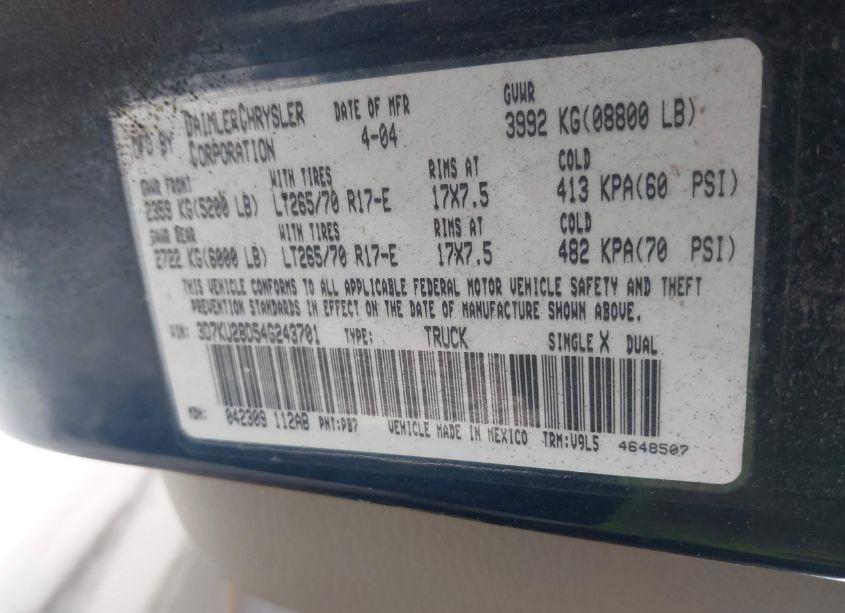 MFG BY DAIMLERCHRYSLER CORPORATION DATE OF MFR 4-04 GVWR 3992 KG(08800 LB)
GAWR FRONT WITH TIRES RIMS AT COLD
2359 KG(5200 LB) LT265/70 R17-E 17X7.5 413 KPA(60 PSI)
GAWR REAR WITH TIRES RIMS AT COLD
2722 KG(6000 LB) LT265/70 R17-E 17X7.5 482 KPA(70 PSI)
THIS VEHICLE CONFORMS TO ALL APPLICABLE FEDERAL MOTOR VEHICLE SAFETY AND THEFT
PREVENTION STANDARDS IN EFFECT ON THE DATE OF MANUFACTURE SHOWN ABOVE.
VIN: 3D7KU28D54G243701 TYPE: TRUCK SINGLE X DUAL
MDH: 042309 112AB PNT:PB7 VEHICLE MADE IN MEXICO TRM:V9L5 4648507